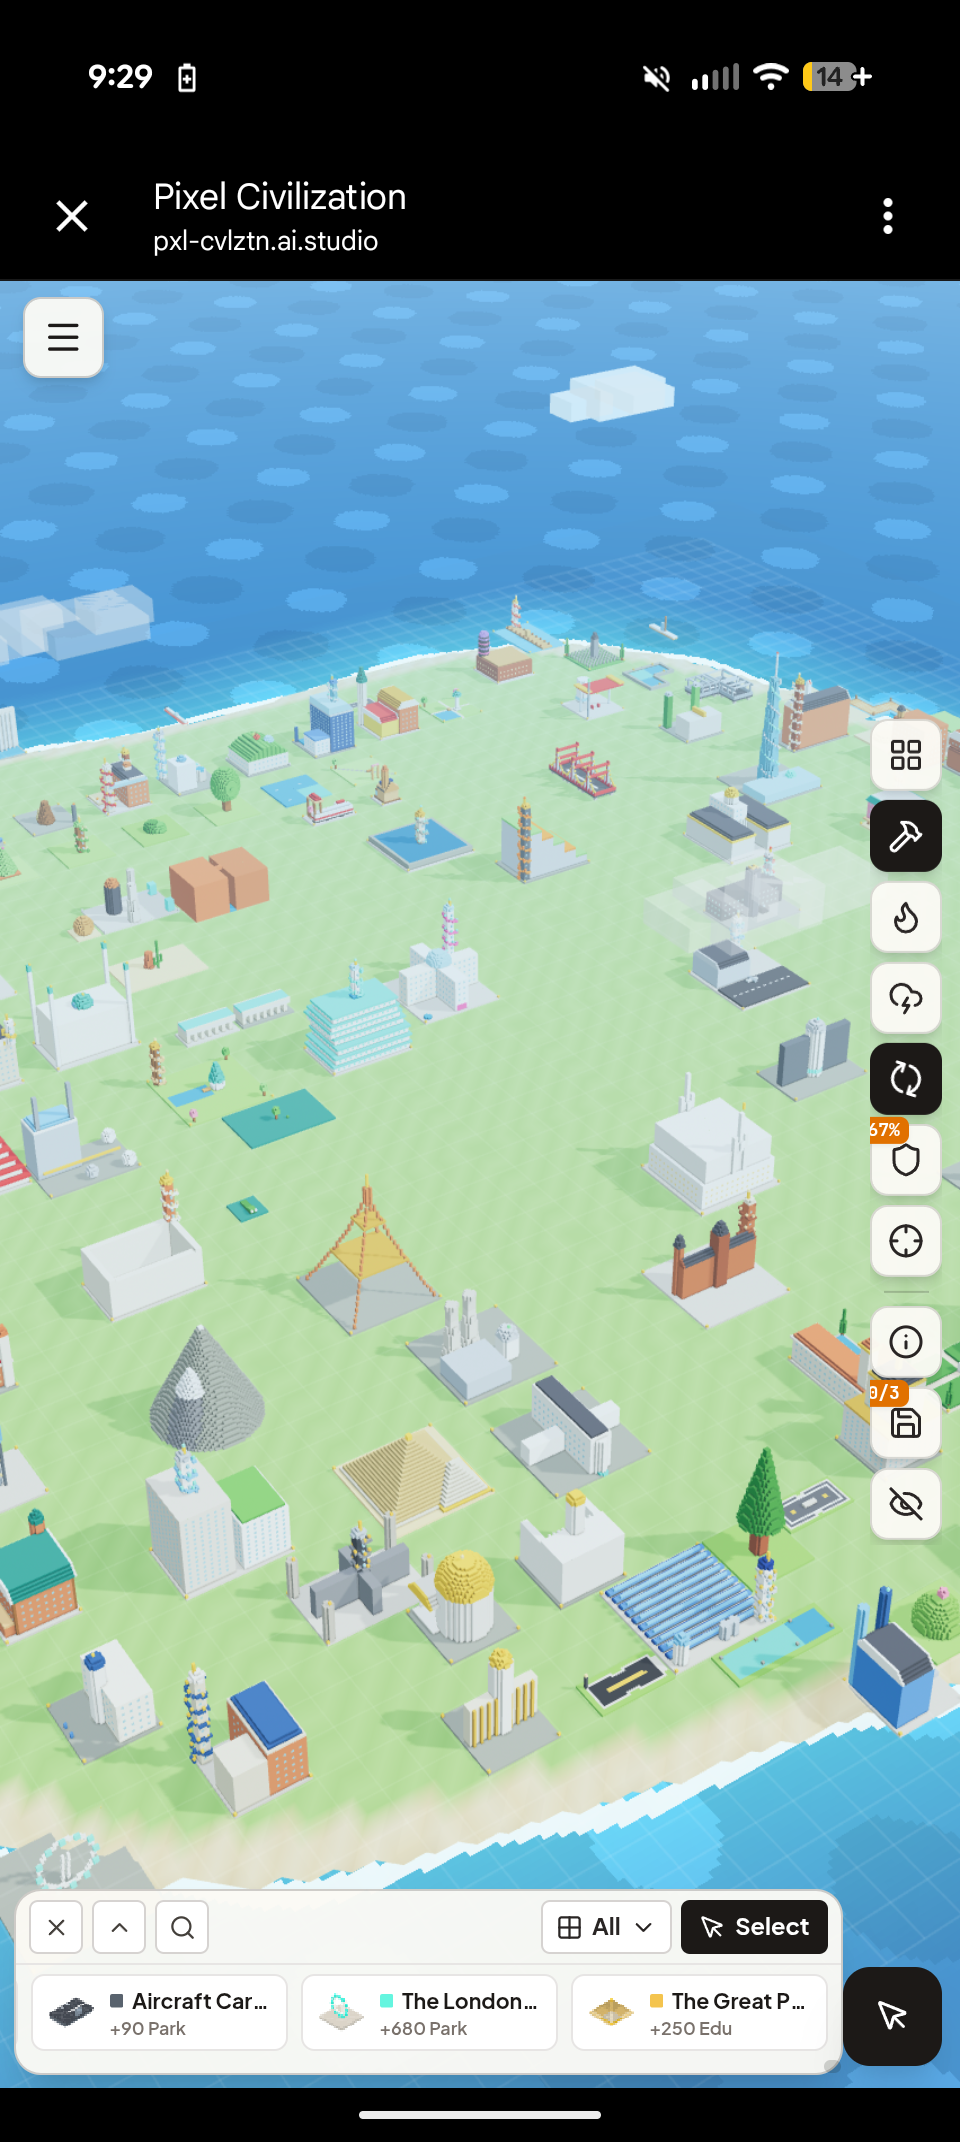 9:29
14
Pixel Civilization
pxl-cvlztn.ai.studio
67%
0/3
All
Select
Aircraft Car...
+90 Park
The London...
+680 Park
The Great P...
+250 Edu